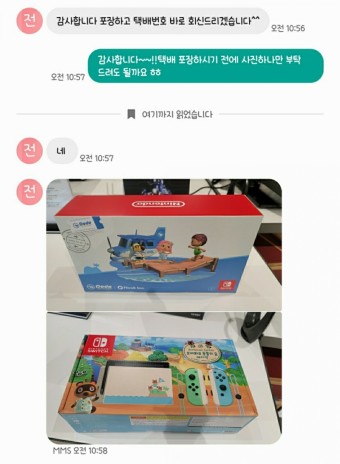 전
감사합니다 포장하고 택배번호 바로 회신드리겠습니다^^
오전 10:56
감사합니다~~!!택배 포장하시기 전에 사진하나만 부탁
드려도 될까요 ㅎㅎ
오전 10:57
여기까지 읽었습니다
전
네
오전 10:57
전
Nintendo
MMS 오전 10:58